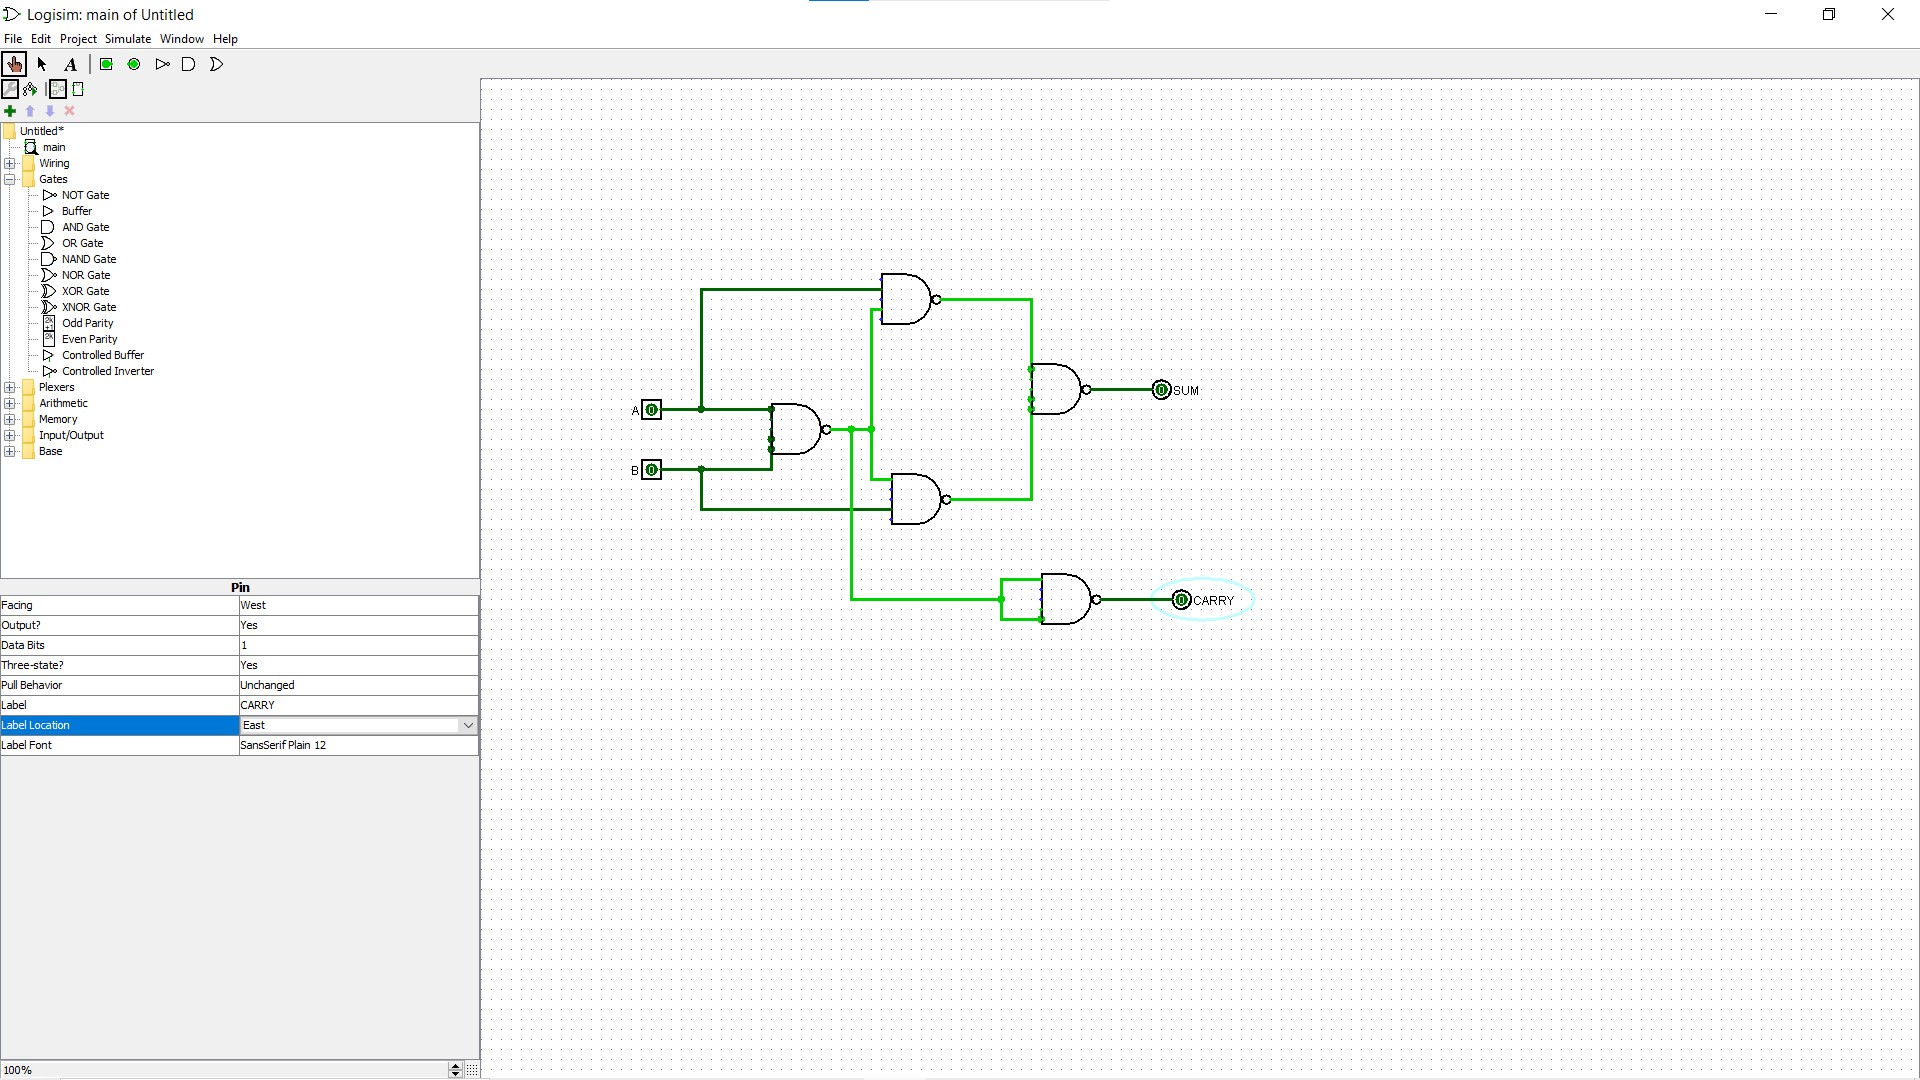 Logisim: main of Untitled
File Edit Project Simulate Window Help
A
Untitled*
main
Wiring
Gates
NOT Gate
Buffer
AND Gate
OR Gate
NAND Gate
NOR Gate
XOR Gate
XNOR Gate
Odd Parity
Even Parity
Controlled Buffer
Controlled Inverter
Plexers
Arithmetic
Memory
Input/Output
Base
Pin
Facing West
Output? Yes
Data Bits 1
Three-state? Yes
Pull Behavior Unchanged
Label CARRY
Label Location East
Label Font SansSerif Plain 12
100%
A 0
B 0
0 SUM
0 CARRY